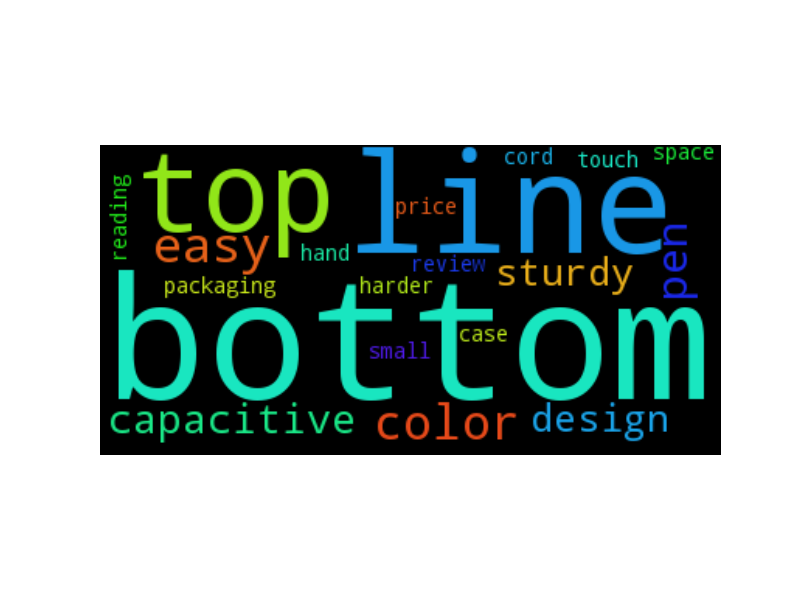 cord touch space
top line
reading
price
easy hand
review sturdy pen
packaging harder
bottom
case
small
capacitive color design